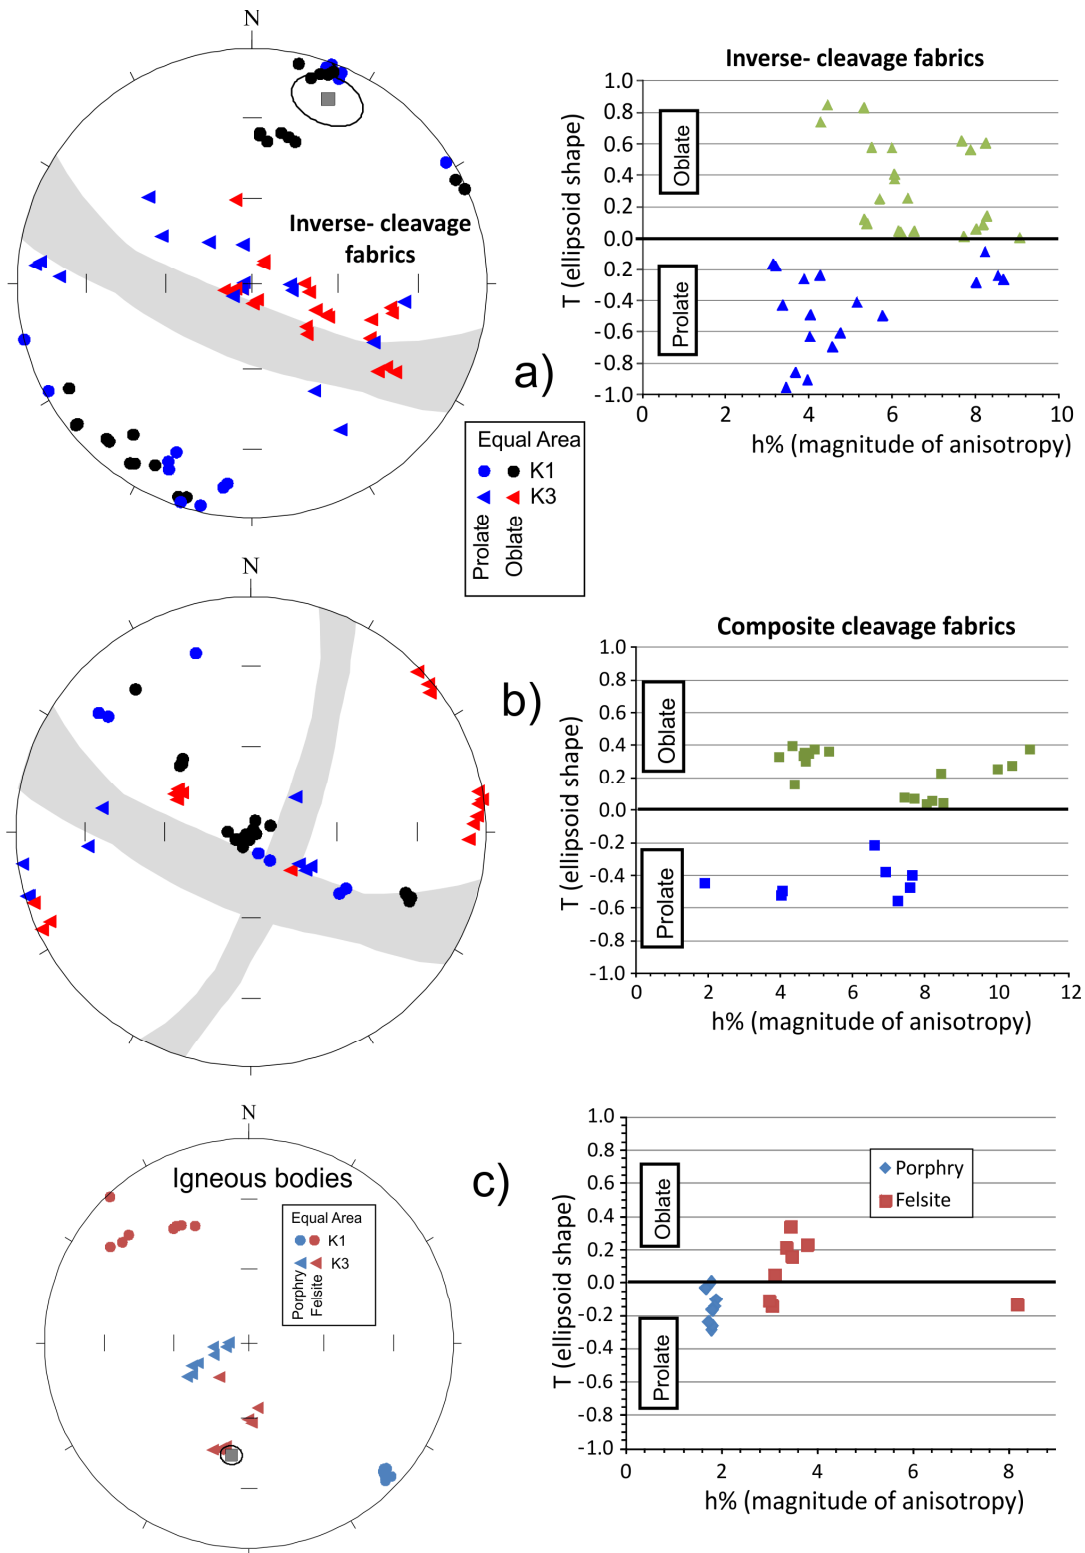 N
Inverse- cleavage
fabrics
a)
Equal Area
K1
K3
Prolate
Oblate
Inverse- cleavage fabrics
T (ellipsoid shape)
Oblate
Prolate
1.0
0.8
0.6
0.4
0.2
0.0
0.2
-0.4
-0.6
-0.8
-1.0
0 2 4 6 8 10
h% (magnitude of anisotropy)
N
b)
Composite cleavage fabrics
T (ellipsoid shape)
Oblate
Prolate
1.0
0.8
0.6
0.4
0.2
0.0
-0.2
-0.4
-0.6
-0.8
-1.0
0 2 4 6 8 10 12
h% (magnitude of anisotropy)
N
Igneous bodies
c)
Equal Area
K1
K3
Porphry
Felsite
T (ellipsoid shape)
Oblate
Prolate
1.0
0.8
0.6
0.4
0.2
0.0
-0.2
-0.4
-0.6
-0.8
-1.0
Porphry
Felsite
0 2 4 6 8
h% (magnitude of anisotropy)